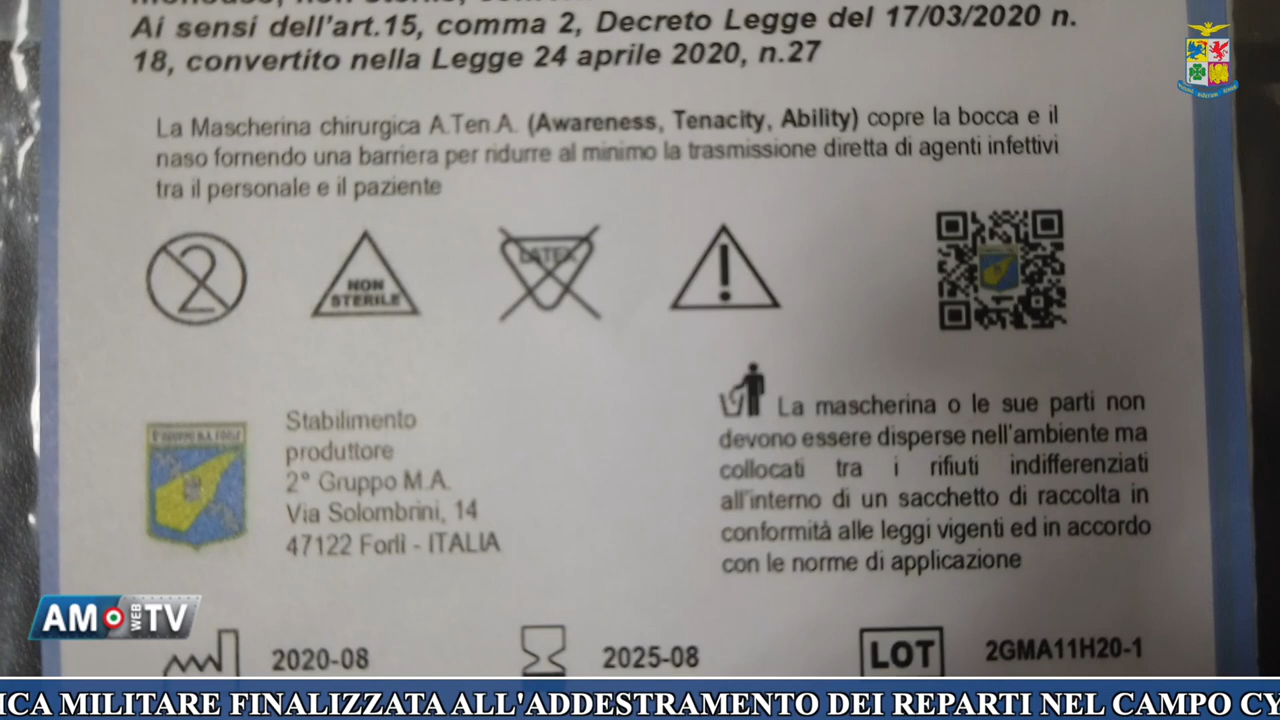 Ai sensi dell'art.15, comma 2, Decreto Legge del 17/03/2020 n.
18, convertito nella Legge 24 aprile 2020, n.27
La Mascherina chirurgica A.Ten.A. (Awareness, Tenacity, Ability) copre la bocca e il
naso fornendo una barriera per ridurre al minimo la trasmissione diretta di agenti infettivi
tra il personale e il paziente
2
NON
STERILE
LATEX
!
Stabilimento
produttore
2° Gruppo M.A.
Via Solombrini, 14
47122 Forlì - ITALIA
La mascherina o le sue parti non
devono essere disperse nell'ambiente ma
collocati tra i rifiuti indifferenziati
all'interno di un sacchetto di raccolta in
conformità alle leggi vigenti ed in accordo
con le norme di applicazione
2020-08
2025-08
LOT
2GMA11H20-1
AM WEB TV
ICA MILITARE FINALIZZATA ALL'ADDESTRAMENTO DEI REPARTI NEL CAMPO CY